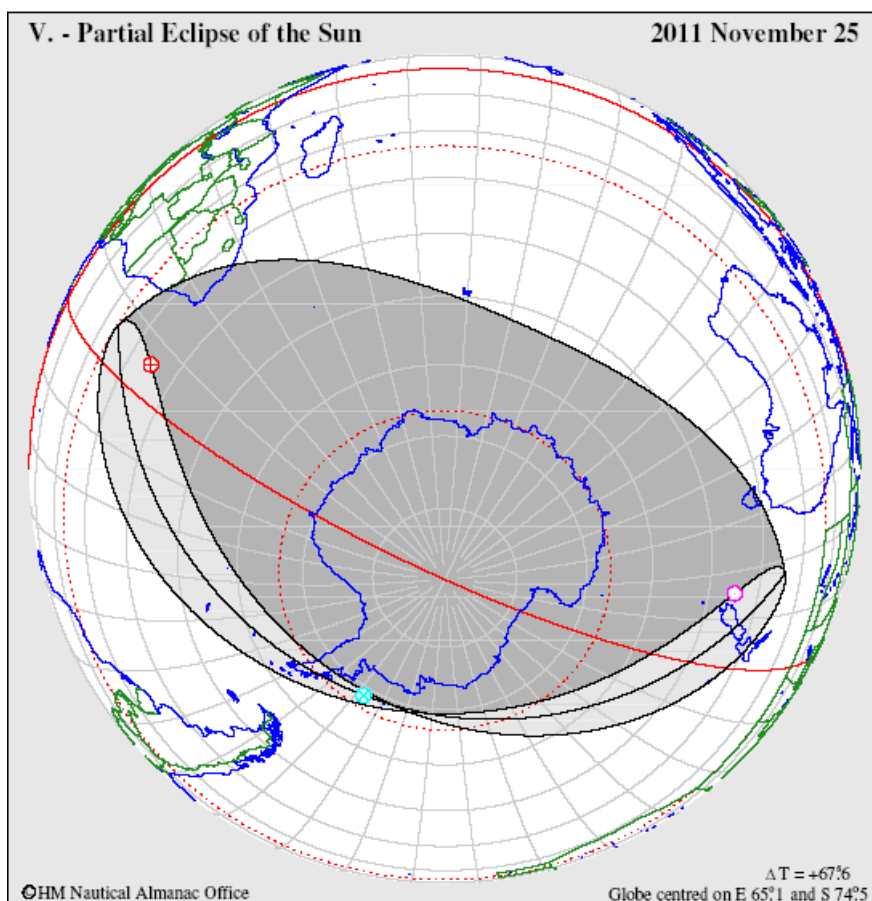 V. - Partial Eclipse of the Sun 2011 November 25
ΔT = +67ˢ.6
©HM Nautical Almanac Office Globe centred on E 65°.1 and S 74°.5